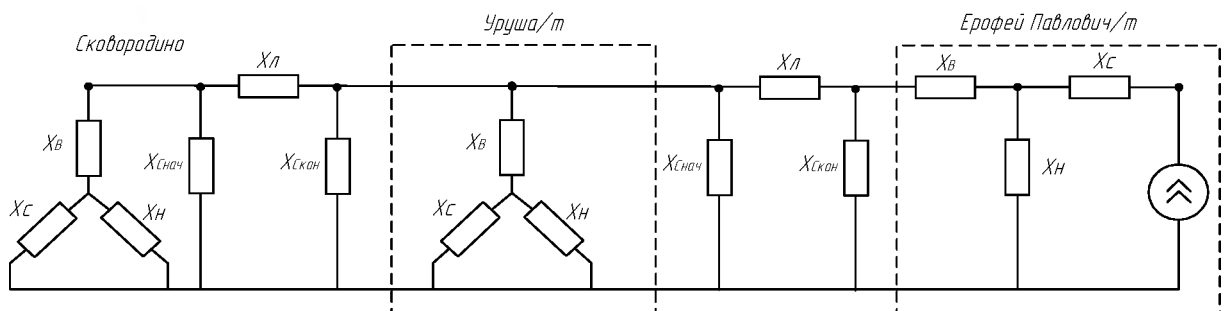 Сковородино
Уруша/т
Ерофей Павлович/т
Xл
Xл
Xв
Xс
Xв
Xснач
Xскон
Xв
Xснач
Xскон
Xн
Xс
Xн
Xс
Xн